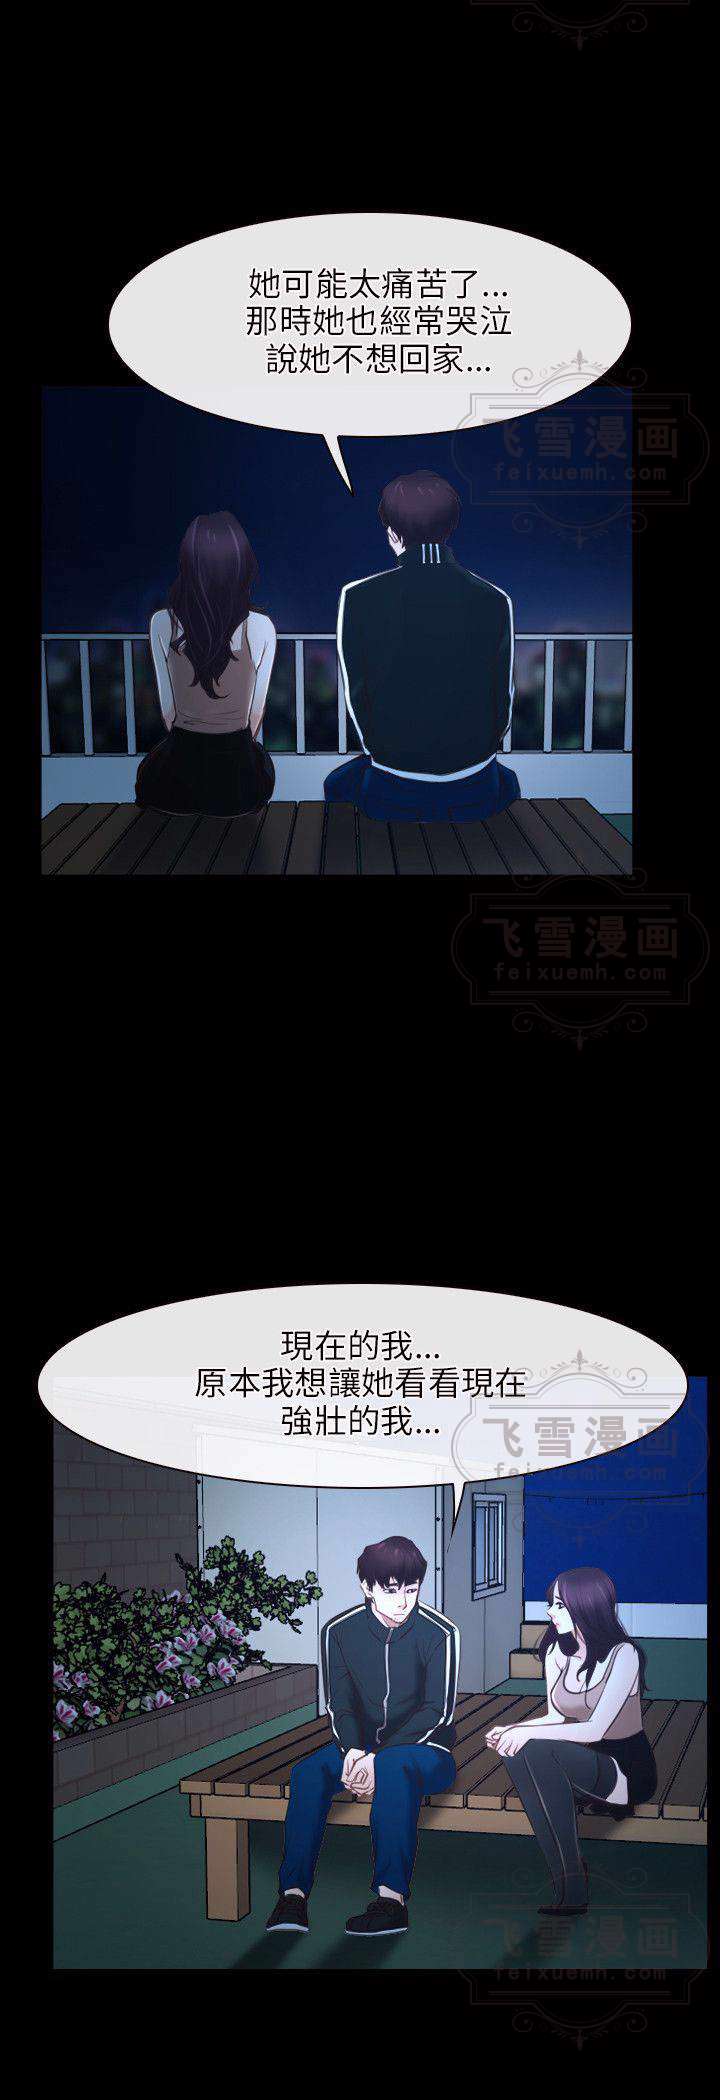 她可能太痛苦了...
那時她也經常哭泣
說她不想回家...
飞雪漫画
feixuemh.com
飞雪漫画
feixuemh.com
現在的我...
原本我想讓她看看現在
強壯的我...
飞雪漫画
feixuemh.com
飞雪漫画
feixuemh.com